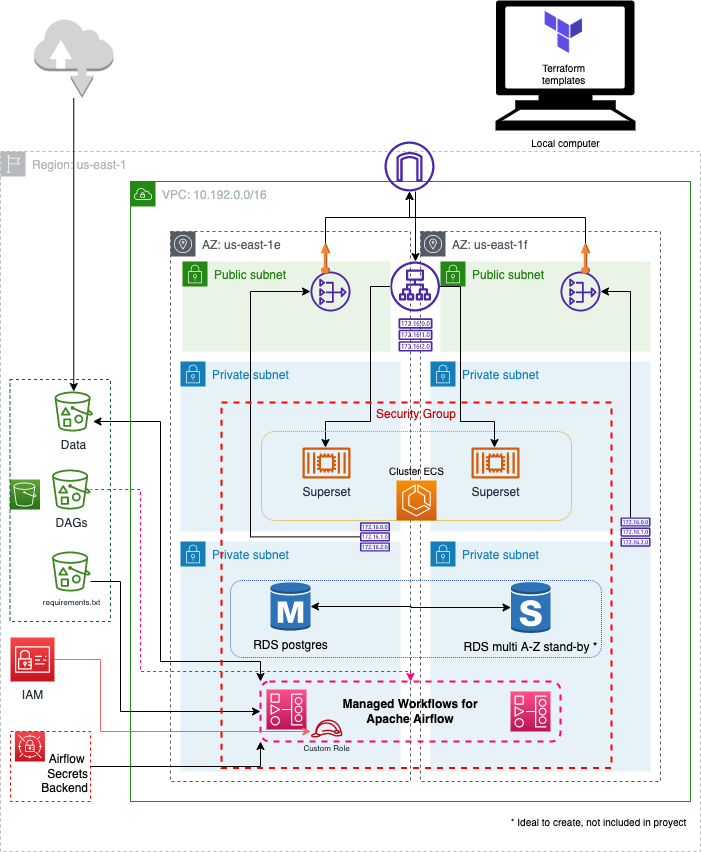 Terraform
templates
Local computer
Region: us-east-1
VPC: 10.192.0.0/16
AZ: us-east-1e
AZ: us-east-1f
Public subnet
Public subnet
172.16.0.0
172.16.1.0
172.16.2.0
Private subnet
Private subnet
Security Group
Data
Superset
Cluster ECS
Superset
DAGs
172.16.0.0
172.16.1.0
172.16.2.0
172.16.0.0
172.16.1.0
172.16.2.0
Private subnet
Private subnet
requirements.txt
M
S
RDS postgres
RDS multi A-Z stand-by *
IAM
Managed Workflows for
Apache Airflow
Custom Role
Airflow
Secrets
Backend
* Ideal to create, not included in proyect